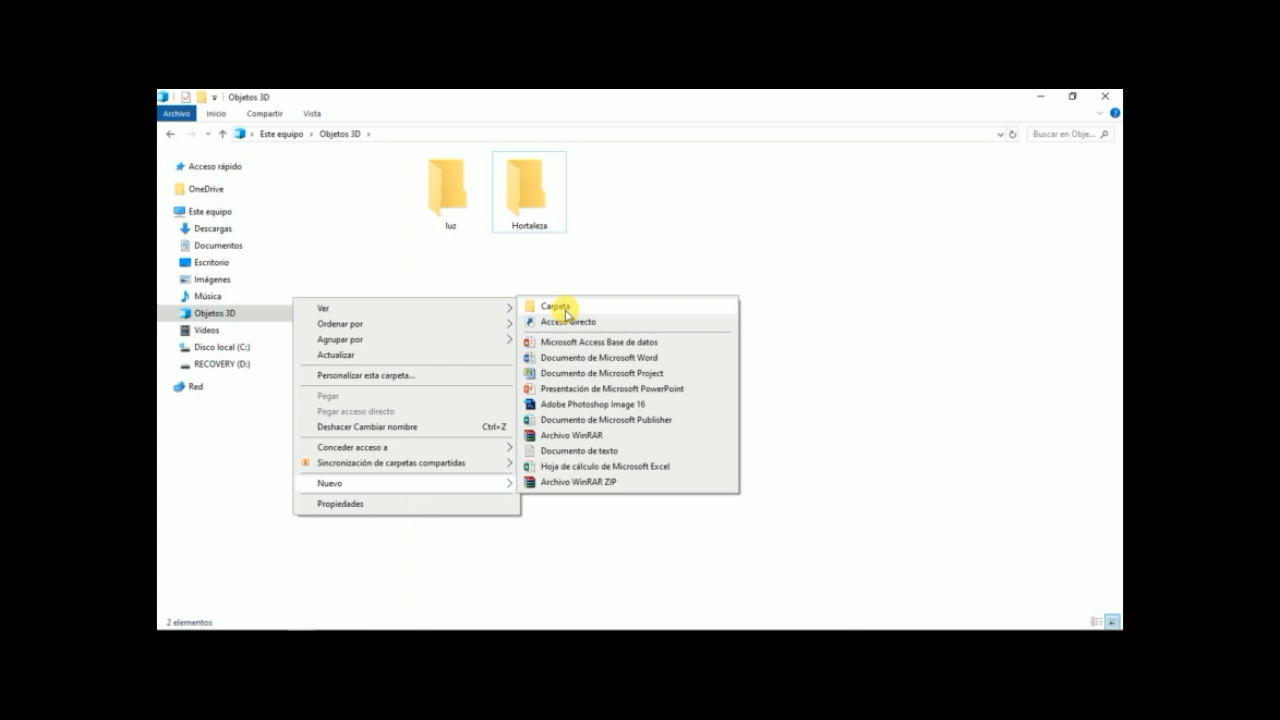 Objetos 3D
Archivo Inicio Compartir Vista
Este equipo Objetos 3D
Buscar en Obje...
Acceso rápido
OneDrive
Este equipo
Descargas
Documentos
Escritorio
Imágenes
Música
Objetos 3D
Vídeos
Disco local (C:)
RECOVERY (D:)
Red
luz
Hortaleza
Ver
Ordenar por
Agrupar por
Actualizar
Personalizar esta carpeta...
Pegar
Pegar acceso directo
Deshacer Cambiar nombre Ctrl+Z
Conceder acceso a
Sincronización de carpetas compartidas
Nuevo
Propiedades
Carpeta
Acceso directo
Microsoft Access Base de datos
Documento de Microsoft Word
Documento de Microsoft Project
Presentación de Microsoft PowerPoint
Adobe Photoshop Image 16
Documento de Microsoft Publisher
Archivo WinRAR
Documento de texto
Hoja de cálculo de Microsoft Excel
Archivo WinRAR ZIP
2 elementos